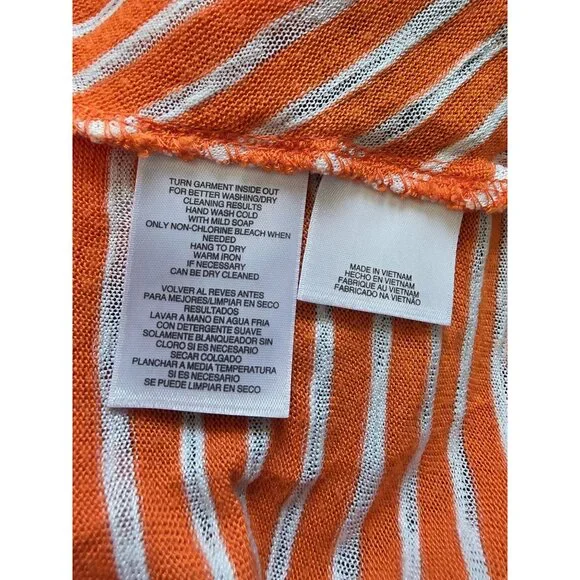 TURN GARMENT INSIDE OUT
FOR BETTER WASHING/DRY
CLEANING RESULTS
HAND WASH COLD
WITH MILD SOAP
ONLY NON-CHLORINE BLEACH WHEN
NEEDED
HANG TO DRY
WARM IRON
IF NECESSARY
CAN BE DRY CLEANED
VOLVER AL REVES ANTES
PARA MEJORES/LIMPIAR EN SECO
RESULTADOS
LAVAR A MANO EN AGUA FRIA
CON DETERGENTE SUAVE
SOLAMENTE BLANQUEADOR SIN
CLORO SI ES NECESARIO
SECAR COLGADO
PLANCHAR A MEDIA TEMPERATURA
SI ES NECESARIO
SE PUEDE LIMPIAR EN SECO
MADE IN VIETNAM
HECHO EN VIETNAM
FABRIQUE AU VIETNAM
FABRICADO NA VIETNÃO